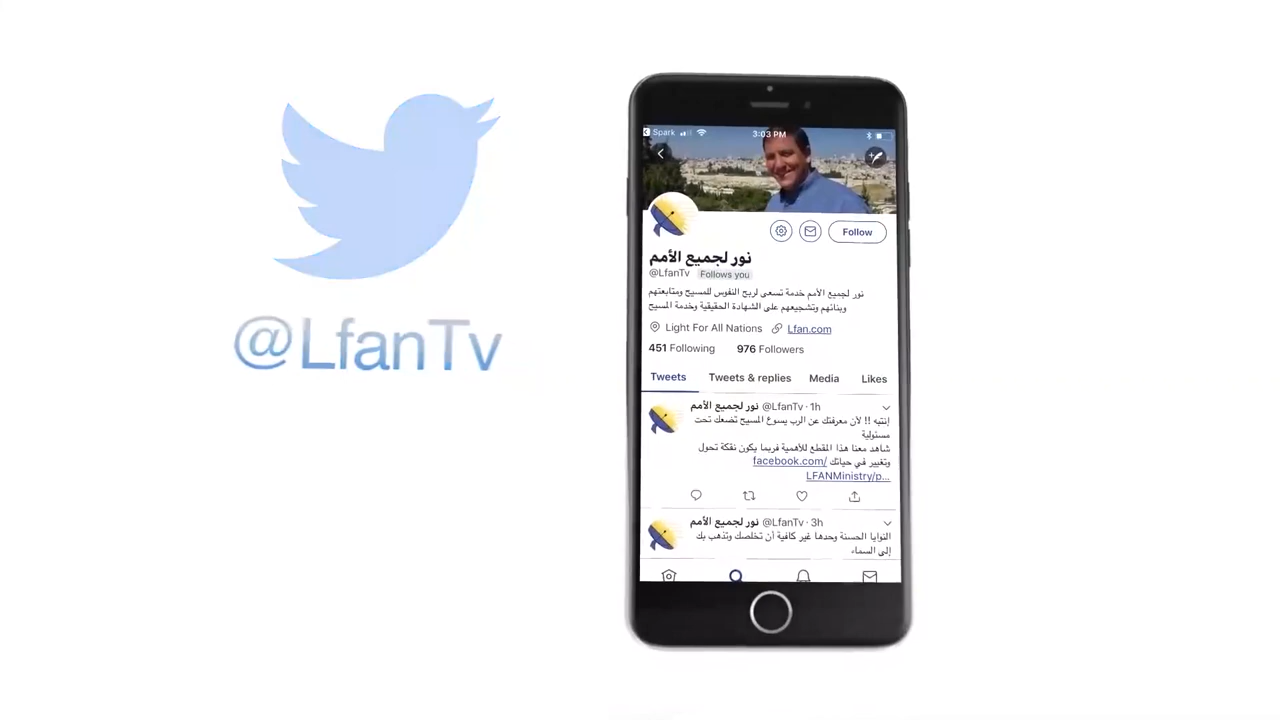 @LfanTv
Spark
3:03 PM
Follow
نور لجميع الأمم
@LfanTv Follows you
نور لجميع الأمم خدمة تسعى لربح النفوس للمسيح ومتابعتهم
وبنائهم وتشجيعهم على الشهادة الحقيقية وخدمة المسيح
Light For All Nations Lfan.com
451 Following 976 Followers
Tweets Tweets & replies Media Likes
نور لجميع الأمم @LfanTv · 1h
إنتبه !! لأن معرفتك عن الرب يسوع المسيح تضعك تحت
مسئولية
شاهد معنا هذا المقطع للأهمية فربما يكون نقكة تحول
وتغيير في حياتك facebook.com/
LFANMinistry/p...
نور لجميع الأمم @LfanTv · 3h
النوايا الحسنة وحدها غير كافية أن تخلصك وتذهب بك
إلى السماء